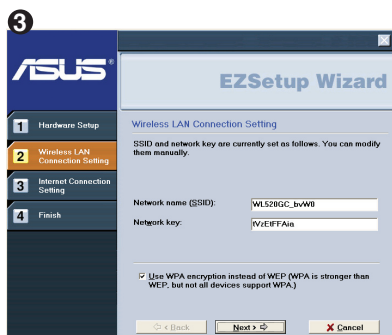 3
ASUS®
EZSetup Wizard
1 Hardware Setup
2 Wireless LAN
Connection Setting
3 Internet Connection
Setting
4 Finish
Wireless LAN Connection Setting
SSID and network key are currently set as follows. You can modify
them manually.
Network name (SSID): WL520GC_bvW0
Network key: tVzEtFFAia
Use WPA encryption instead of WEP (WPA is stronger than
WEP, but not all devices support WPA.)
< Back
Next >
Cancel